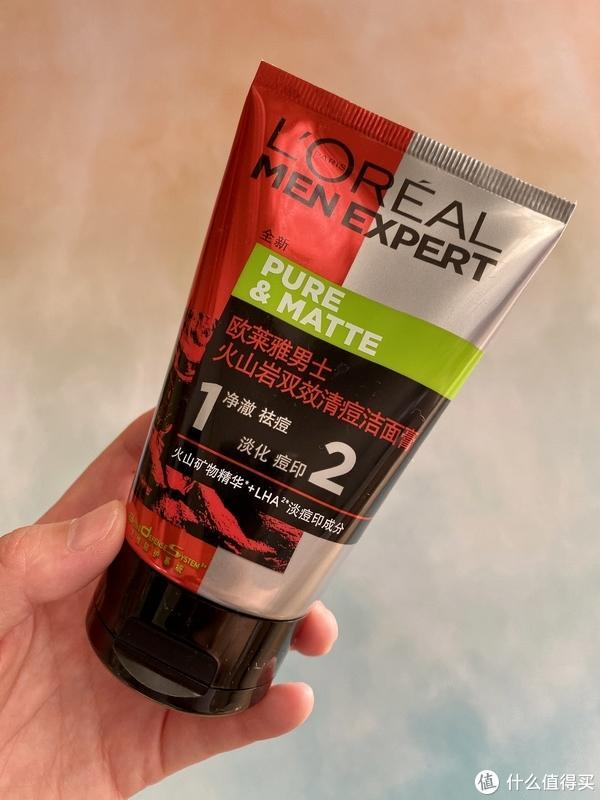 L'ORÉAL
PARIS
MEN EXPERT
全新
PURE
& MATTE
欧莱雅男士
火山岩双效清痘洁面膏
1 净澈 祛痘
淡化 痘印 2
火山矿物精华*+LHA²*淡痘印成分
SYSTEM
值 什么值得买